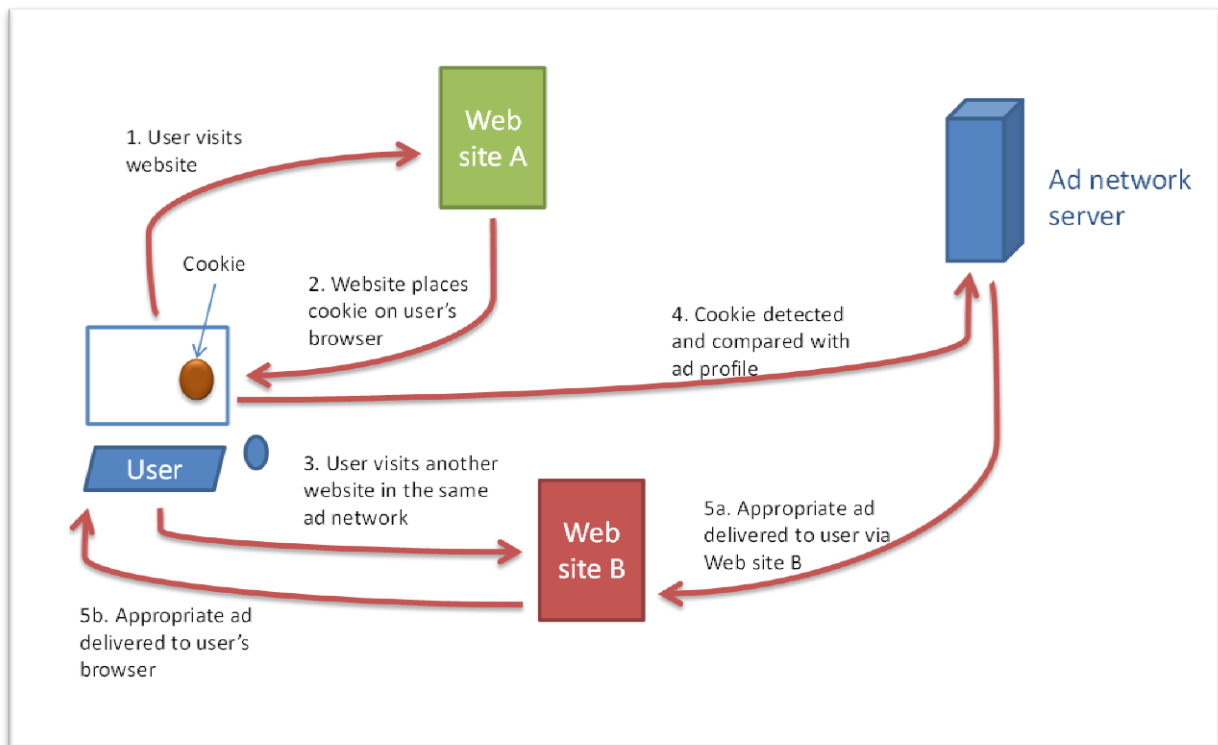 1. User visits
website
Web
site A
Ad network
server
Cookie
2. Website places
cookie on user’s
browser
4. Cookie detected
and compared with
ad profile
User
3. User visits another
website in the same
ad network
Web
site B
5a. Appropriate ad
delivered to user via
Web site B
5b. Appropriate ad
delivered to user’s
browser